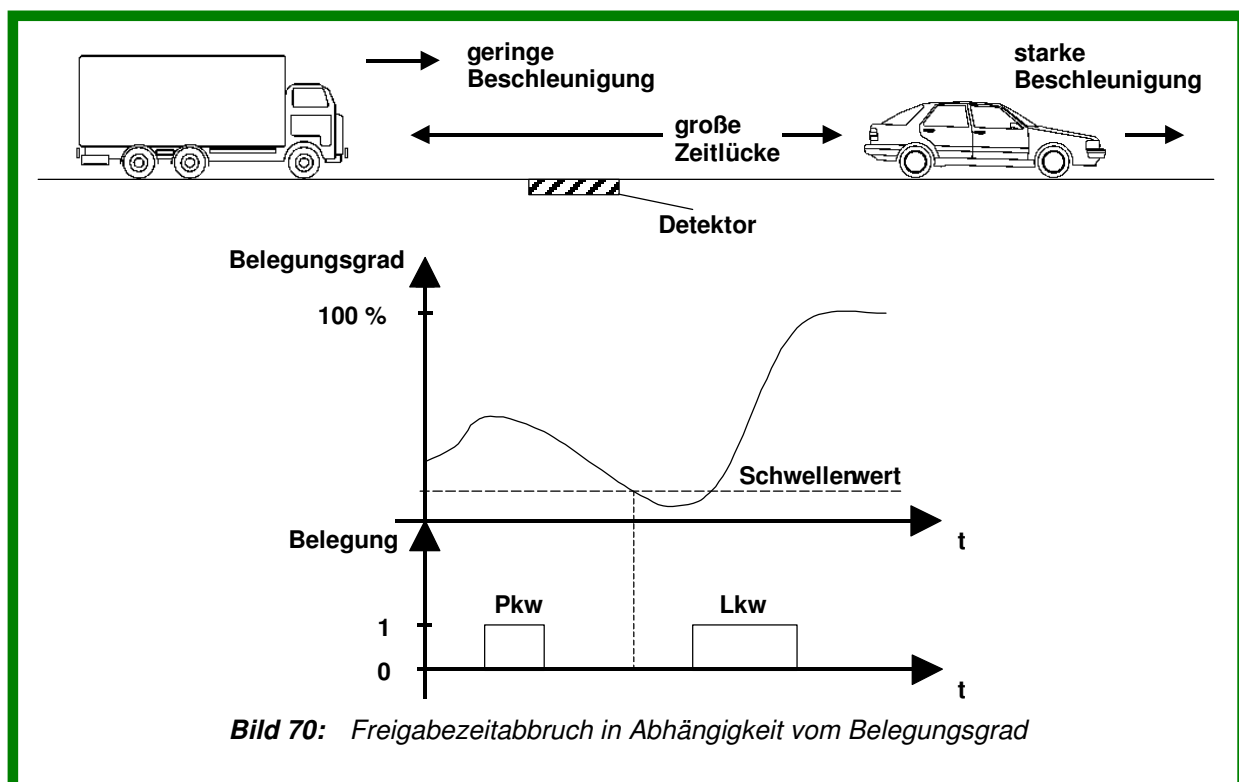 geringe
Beschleunigung
starke
Beschleunigung
große
Zeitlücke
Detektor
Belegungsgrad
100 %
Schwellenwert
t
Belegung
Pkw
Lkw
1
0
t
Bild 70: Freigabezeitabbruch in Abhängigkeit vom Belegungsgrad